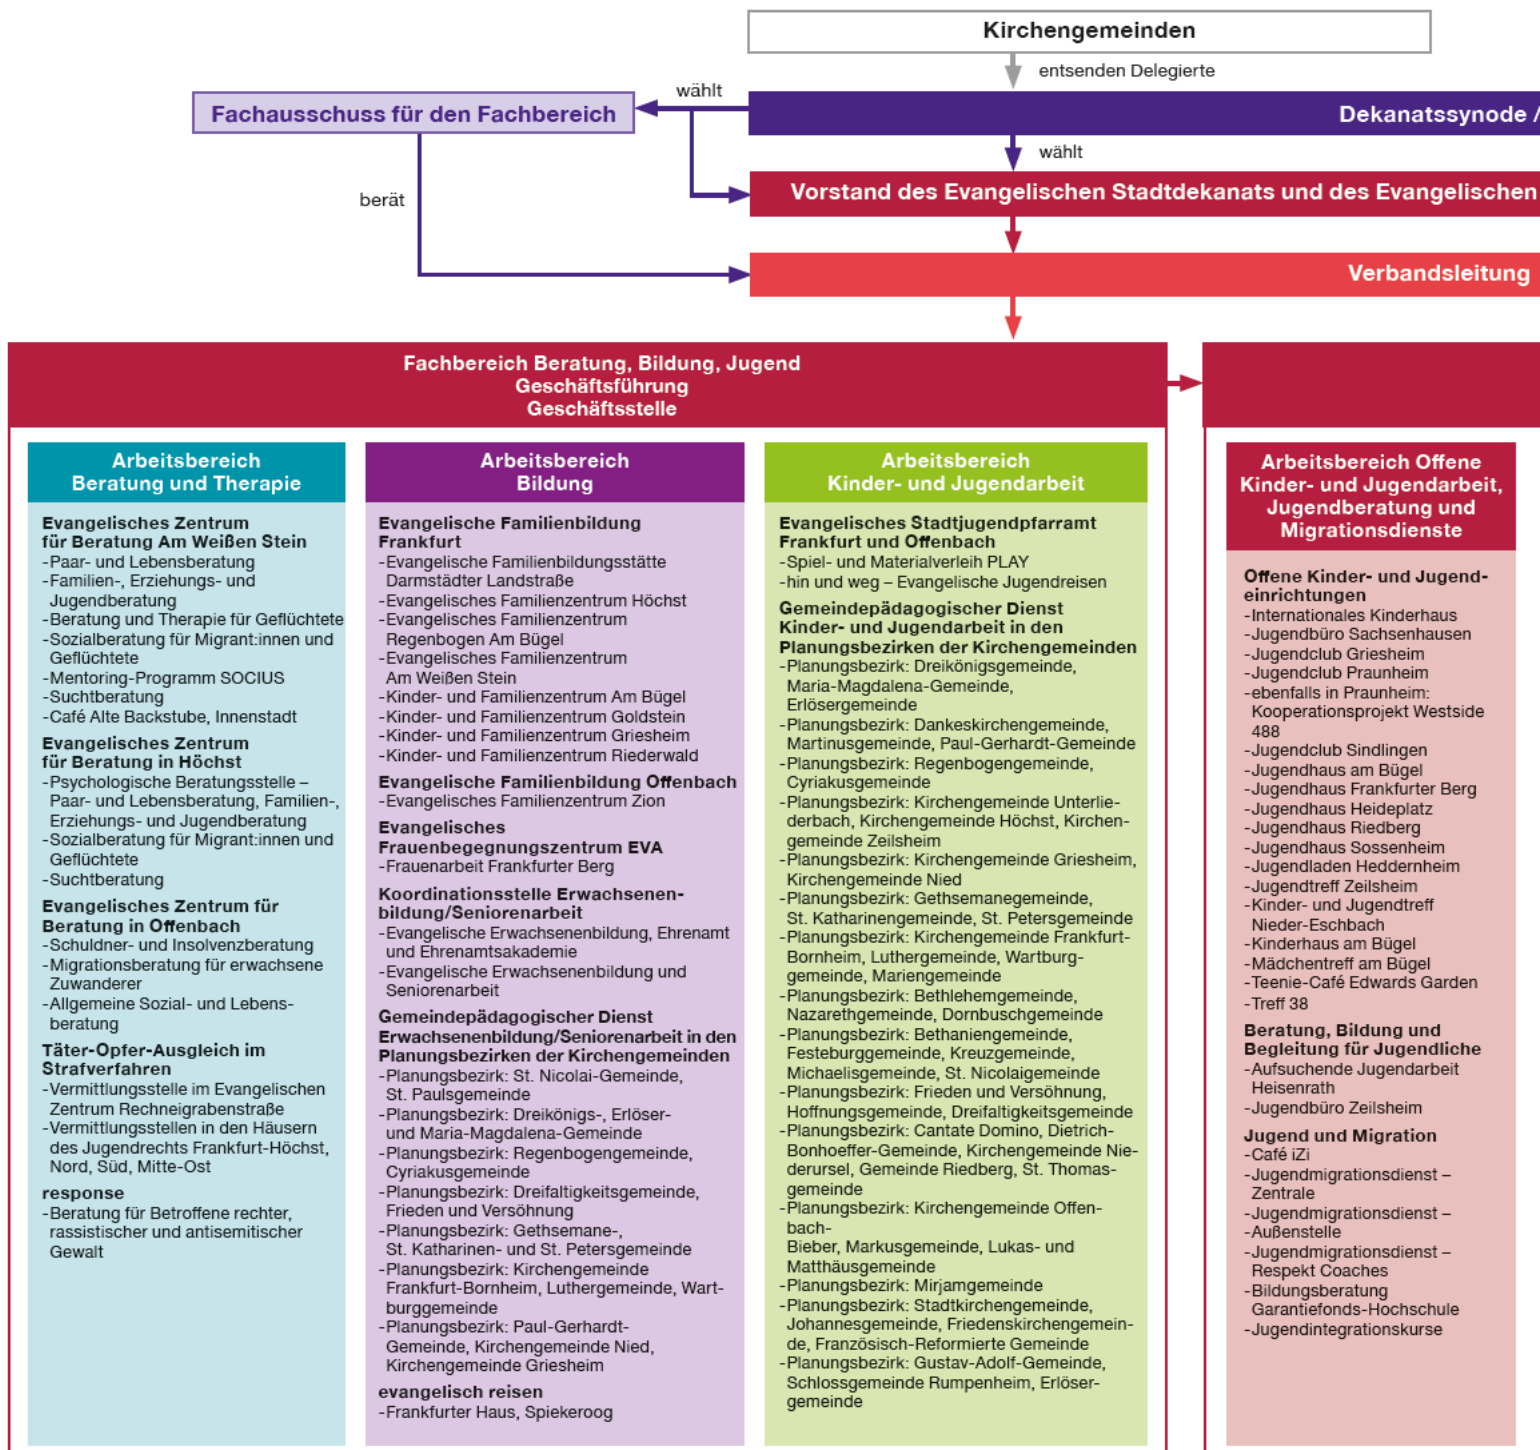 Kirchengemeinden
entsenden Delegierte
wählt
Fachausschuss für den Fachbereich
Dekanatssynode /
wählt
Vorstand des Evangelischen Stadtdekanats und des Evangelischen
berät
Verbandsleitung
Fachbereich Beratung, Bildung, Jugend
Geschäftsführung
Geschäftsstelle
Arbeitsbereich
Beratung und Therapie
Evangelisches Zentrum
für Beratung Am Weißen Stein
-Paar- und Lebensberatung
-Familien-, Erziehungs- und
Jugendberatung
-Beratung und Therapie für Geflüchtete
-Sozialberatung für Migrant:innen und
Geflüchtete
-Mentoring-Programm SOCIUS
-Suchtberatung
-Café Alte Backstube, Innenstadt
Evangelisches Zentrum
für Beratung in Höchst
-Psychologische Beratungsstelle –
Paar- und Lebensberatung, Familien-,
Erziehungs- und Jugendberatung
-Sozialberatung für Migrant:innen und
Geflüchtete
-Suchtberatung
Evangelisches Zentrum für
Beratung in Offenbach
-Schuldner- und Insolvenzberatung
-Migrationsberatung für erwachsene
Zuwanderer
-Allgemeine Sozial- und Lebens-
beratung
Täter-Opfer-Ausgleich im
Strafverfahren
-Vermittlungsstelle im Evangelischen
Zentrum Rechneigrabenstraße
-Vermittlungsstellen in den Häusern
des Jugendrechts Frankfurt-Höchst,
Nord, Süd, Mitte-Ost
response
-Beratung für Betroffene rechter,
rassistischer und antisemitischer
Gewalt
Arbeitsbereich
Bildung
Evangelische Familienbildung
Frankfurt
-Evangelische Familienbildungsstätte
Darmstädter Landstraße
-Evangelisches Familienzentrum Höchst
-Evangelisches Familienzentrum
Regenbogen Am Bügel
-Evangelisches Familienzentrum
Am Weißen Stein
-Kinder- und Familienzentrum Am Bügel
-Kinder- und Familienzentrum Goldstein
-Kinder- und Familienzentrum Griesheim
-Kinder- und Familienzentrum Riederwald
Evangelische Familienbildung Offenbach
-Evangelisches Familienzentrum Zion
Evangelisches
Frauenbegegnungszentrum EVA
-Frauenarbeit Frankfurter Berg
Koordinationsstelle Erwachsenen-
bildung/Seniorenarbeit
-Evangelische Erwachsenenbildung, Ehrenamt
und Ehrenamtsakademie
-Evangelische Erwachsenenbildung und
Seniorenarbeit
Gemeindepädagogischer Dienst
Erwachsenenbildung/Seniorenarbeit in den
Planungsbezirken der Kirchengemeinden
-Planungsbezirk: St. Nicolai-Gemeinde,
St. Paulsgemeinde
-Planungsbezirk: Dreikönigs-, Erlöser-
und Maria-Magdalena-Gemeinde
-Planungsbezirk: Regenbogengemeinde,
Cyriakusgemeinde
-Planungsbezirk: Dreifaltigkeitsgemeinde,
Frieden und Versöhnung
-Planungsbezirk: Gethsemane-,
St. Katharinen- und St. Petersgemeinde
-Planungsbezirk: Kirchengemeinde
Frankfurt-Bornheim, Luthergemeinde, Wart-
burggemeinde
-Planungsbezirk: Paul-Gerhardt-
Gemeinde, Kirchengemeinde Nied,
Kirchengemeinde Griesheim
evangelisch reisen
-Frankfurter Haus, Spiekeroog
Arbeitsbereich
Kinder- und Jugendarbeit
Evangelisches Stadtjugendpfarramt
Frankfurt und Offenbach
-Spiel- und Materialverleih PLAY
-hin und weg – Evangelische Jugendreisen
Gemeindepädagogischer Dienst
Kinder- und Jugendarbeit in den
Planungsbezirken der Kirchengemeinden
-Planungsbezirk: Dreikönigsgemeinde,
Maria-Magdalena-Gemeinde,
Erlösergemeinde
-Planungsbezirk: Dankeskirchengemeinde,
Martinusgemeinde, Paul-Gerhardt-Gemeinde
-Planungsbezirk: Regenbogengemeinde,
Cyriakusgemeinde
-Planungsbezirk: Kirchengemeinde Unterlie-
derbach, Kirchengemeinde Höchst, Kirchen-
gemeinde Zeilsheim
-Planungsbezirk: Kirchengemeinde Griesheim,
Kirchengemeinde Nied
-Planungsbezirk: Gethsemanegemeinde,
St. Katharinengemeinde, St. Petersgemeinde
-Planungsbezirk: Kirchengemeinde Frankfurt-
Bornheim, Luthergemeinde, Wartburg-
gemeinde, Mariengemeinde
-Planungsbezirk: Bethlehemgemeinde,
Nazarethgemeinde, Dornbuschgemeinde
-Planungsbezirk: Bethaniengemeinde,
Festeburggemeinde, Kreuzgemeinde,
Michaelisgemeinde, St. Nicolaigemeinde
-Planungsbezirk: Frieden und Versöhnung,
Hoffnungsgemeinde, Dreifaltigkeitsgemeinde
-Planungsbezirk: Cantate Domino, Dietrich-
Bonhoeffer-Gemeinde, Kirchengemeinde Nie-
derursel, Gemeinde Riedberg, St. Thomas-
gemeinde
-Planungsbezirk: Kirchengemeinde Offen-
bach-
Bieber, Markusgemeinde, Lukas- und
Matthäusgemeinde
-Planungsbezirk: Mirjamgemeinde
-Planungsbezirk: Stadtkirchengemeinde,
Johannesgemeinde, Friedenskirchengemein-
de, Französisch-Reformierte Gemeinde
-Planungsbezirk: Gustav-Adolf-Gemeinde,
Schlossgemeinde Rumpenheim, Erlöser-
gemeinde
Arbeitsbereich Offene
Kinder- und Jugendarbeit,
Jugendberatung und
Migrationsdienste
Offene Kinder- und Jugend-
einrichtungen
-Internationales Kinderhaus
-Jugendbüro Sachsenhausen
-Jugendclub Griesheim
-Jugendclub Praunheim
-ebenfalls in Praunheim:
Kooperationsprojekt Westside
488
-Jugendclub Sindlingen
-Jugendhaus am Bügel
-Jugendhaus Frankfurter Berg
-Jugendhaus Heideplatz
-Jugendhaus Riedberg
-Jugendhaus Sossenheim
-Jugendladen Heddernheim
-Jugendtreff Zeilsheim
-Kinder- und Jugendtreff
Nieder-Eschbach
-Kinderhaus am Bügel
-Mädchentreff am Bügel
-Teenie-Café Edwards Garden
-Treff 38
Beratung, Bildung und
Begleitung für Jugendliche
-Aufsuchende Jugendarbeit
Heisenrath
-Jugendbüro Zeilsheim
Jugend und Migration
-Café iZi
-Jugendmigrationsdienst –
Zentrale
-Jugendmigrationsdienst –
-Außenstelle
-Jugendmigrationsdienst –
Respekt Coaches
-Bildungsberatung
Garantiefonds-Hochschule
-Jugendintegrationskurse